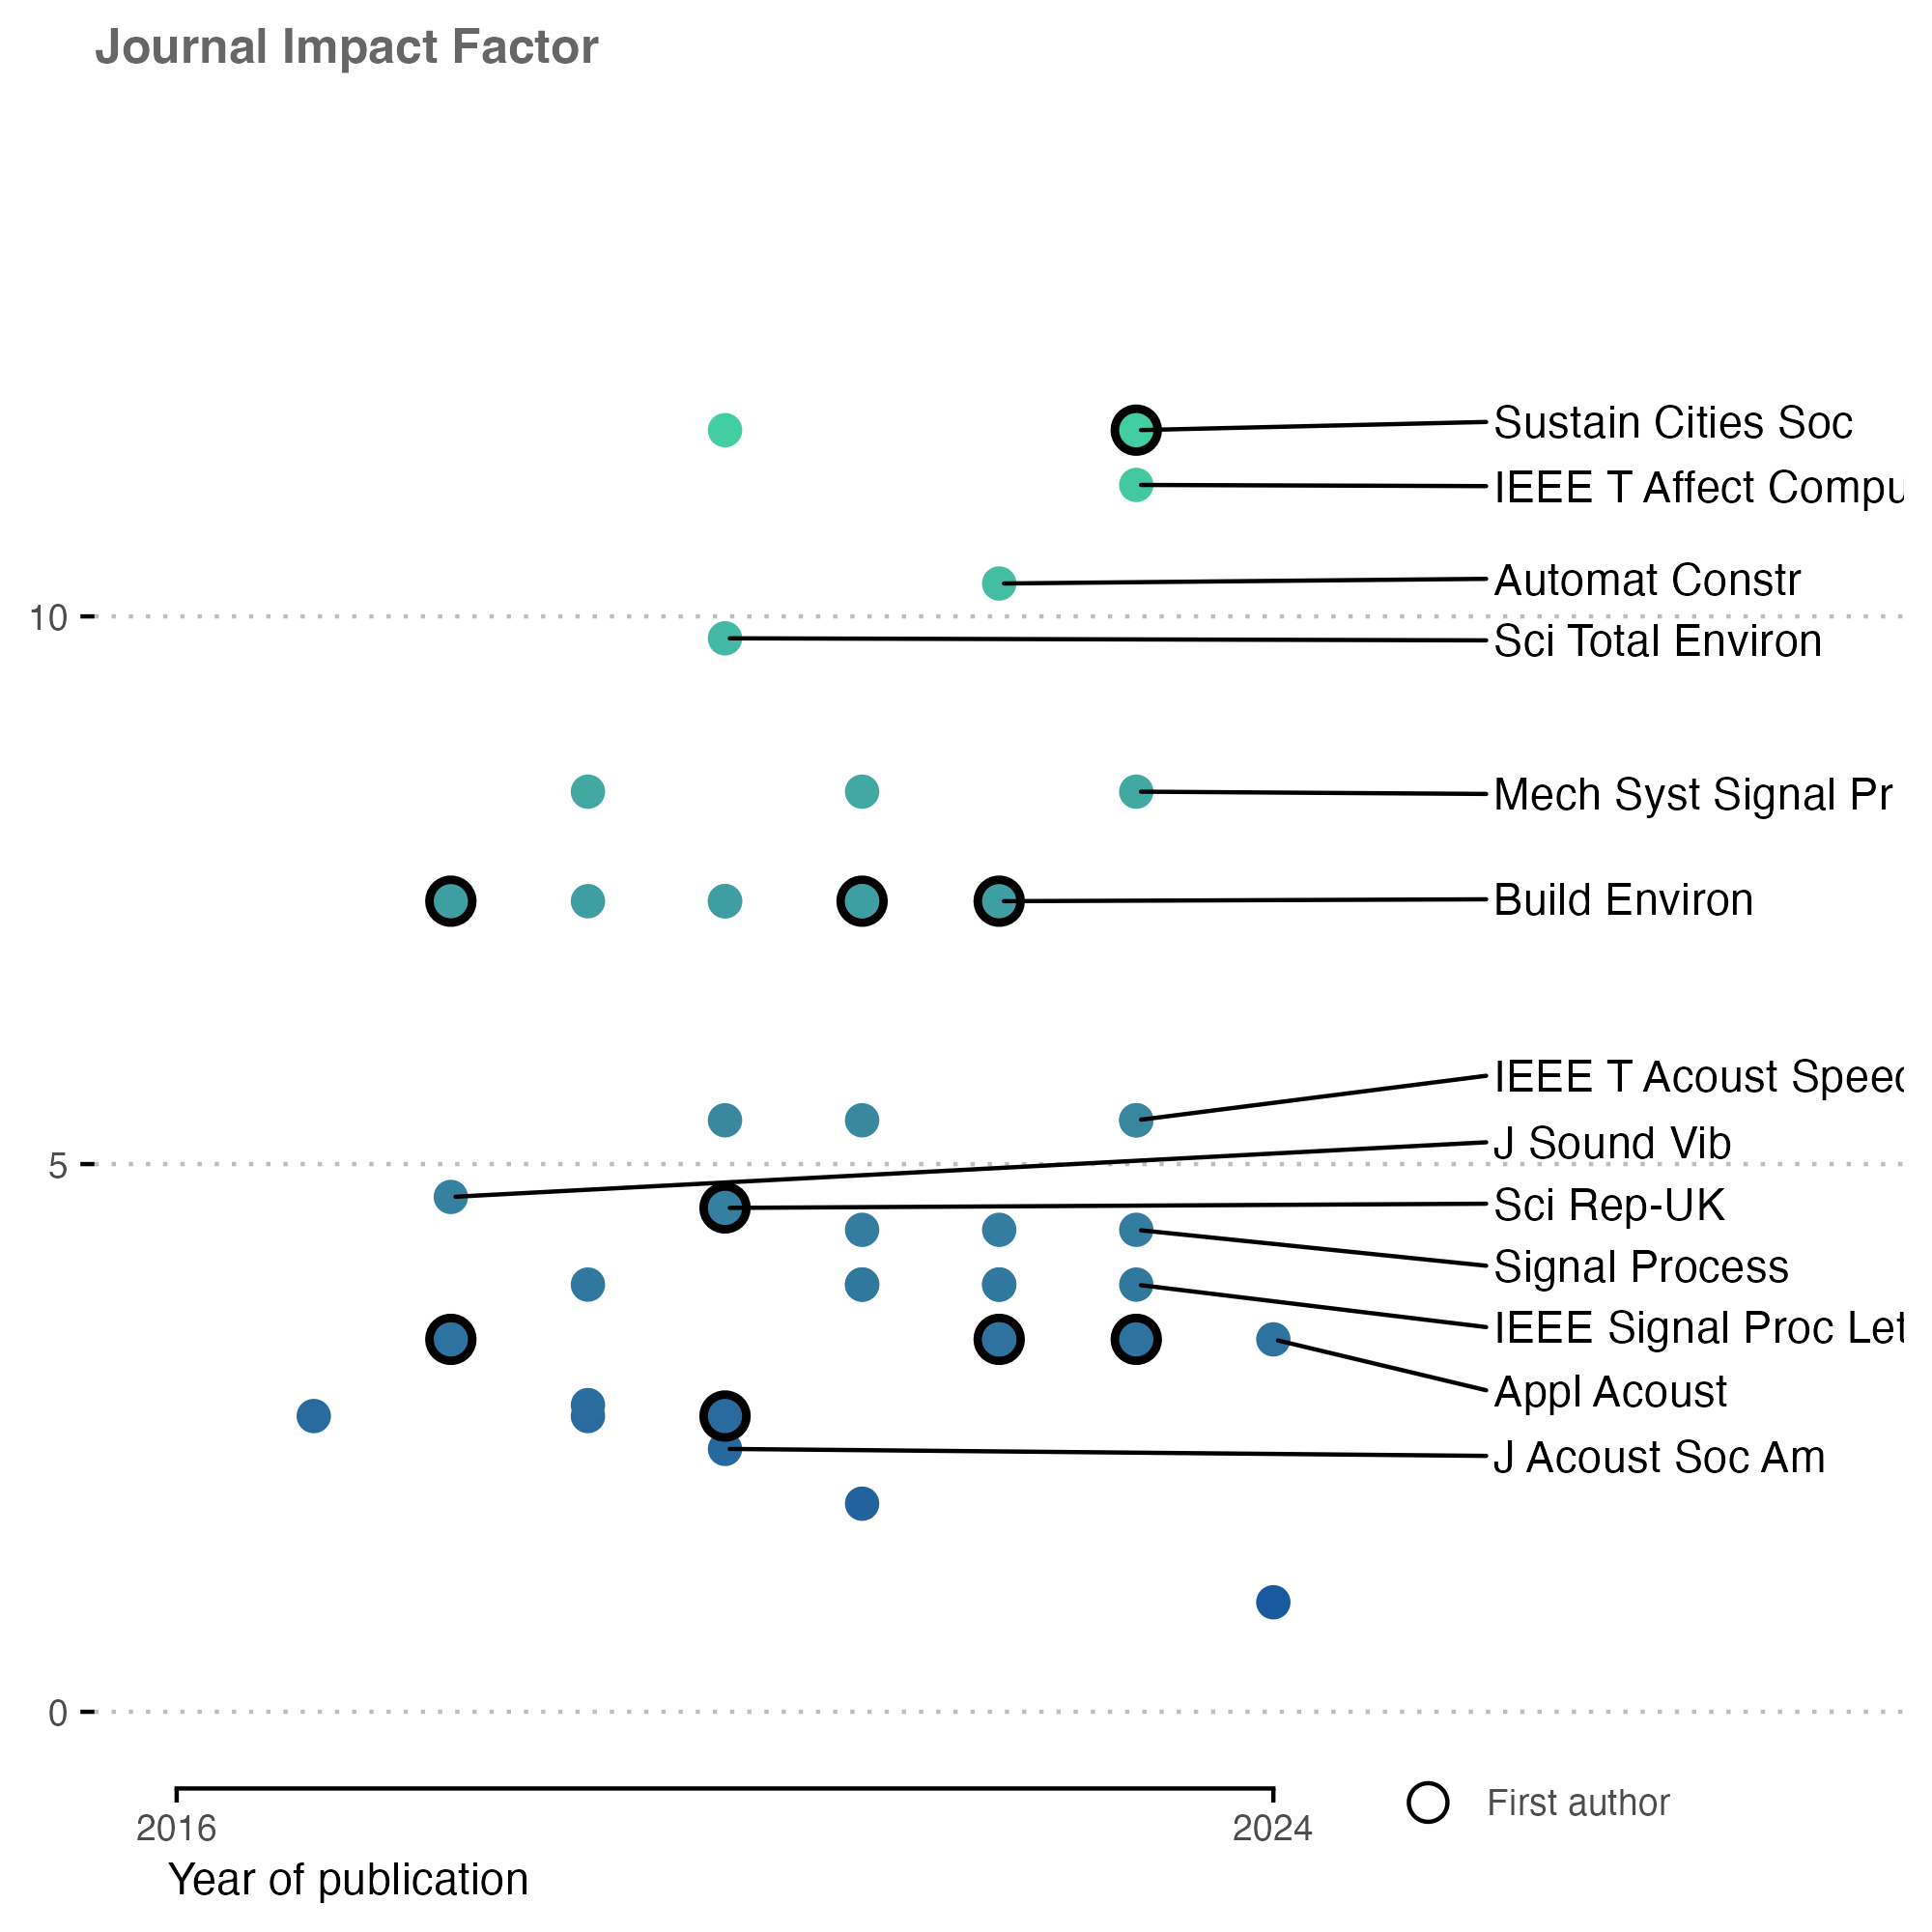 Journal Impact Factor
Sustain Cities Soc
IEEE T Affect Compu
Automat Constr
10
Sci Total Environ
Mech Syst Signal Pr
Build Environ
IEEE T Acoust Speec
J Sound Vib
5
Sci Rep-UK
Signal Process
IEEE Signal Proc Let
Appl Acoust
J Acoust Soc Am
0
2016
2024
First author
Year of publication